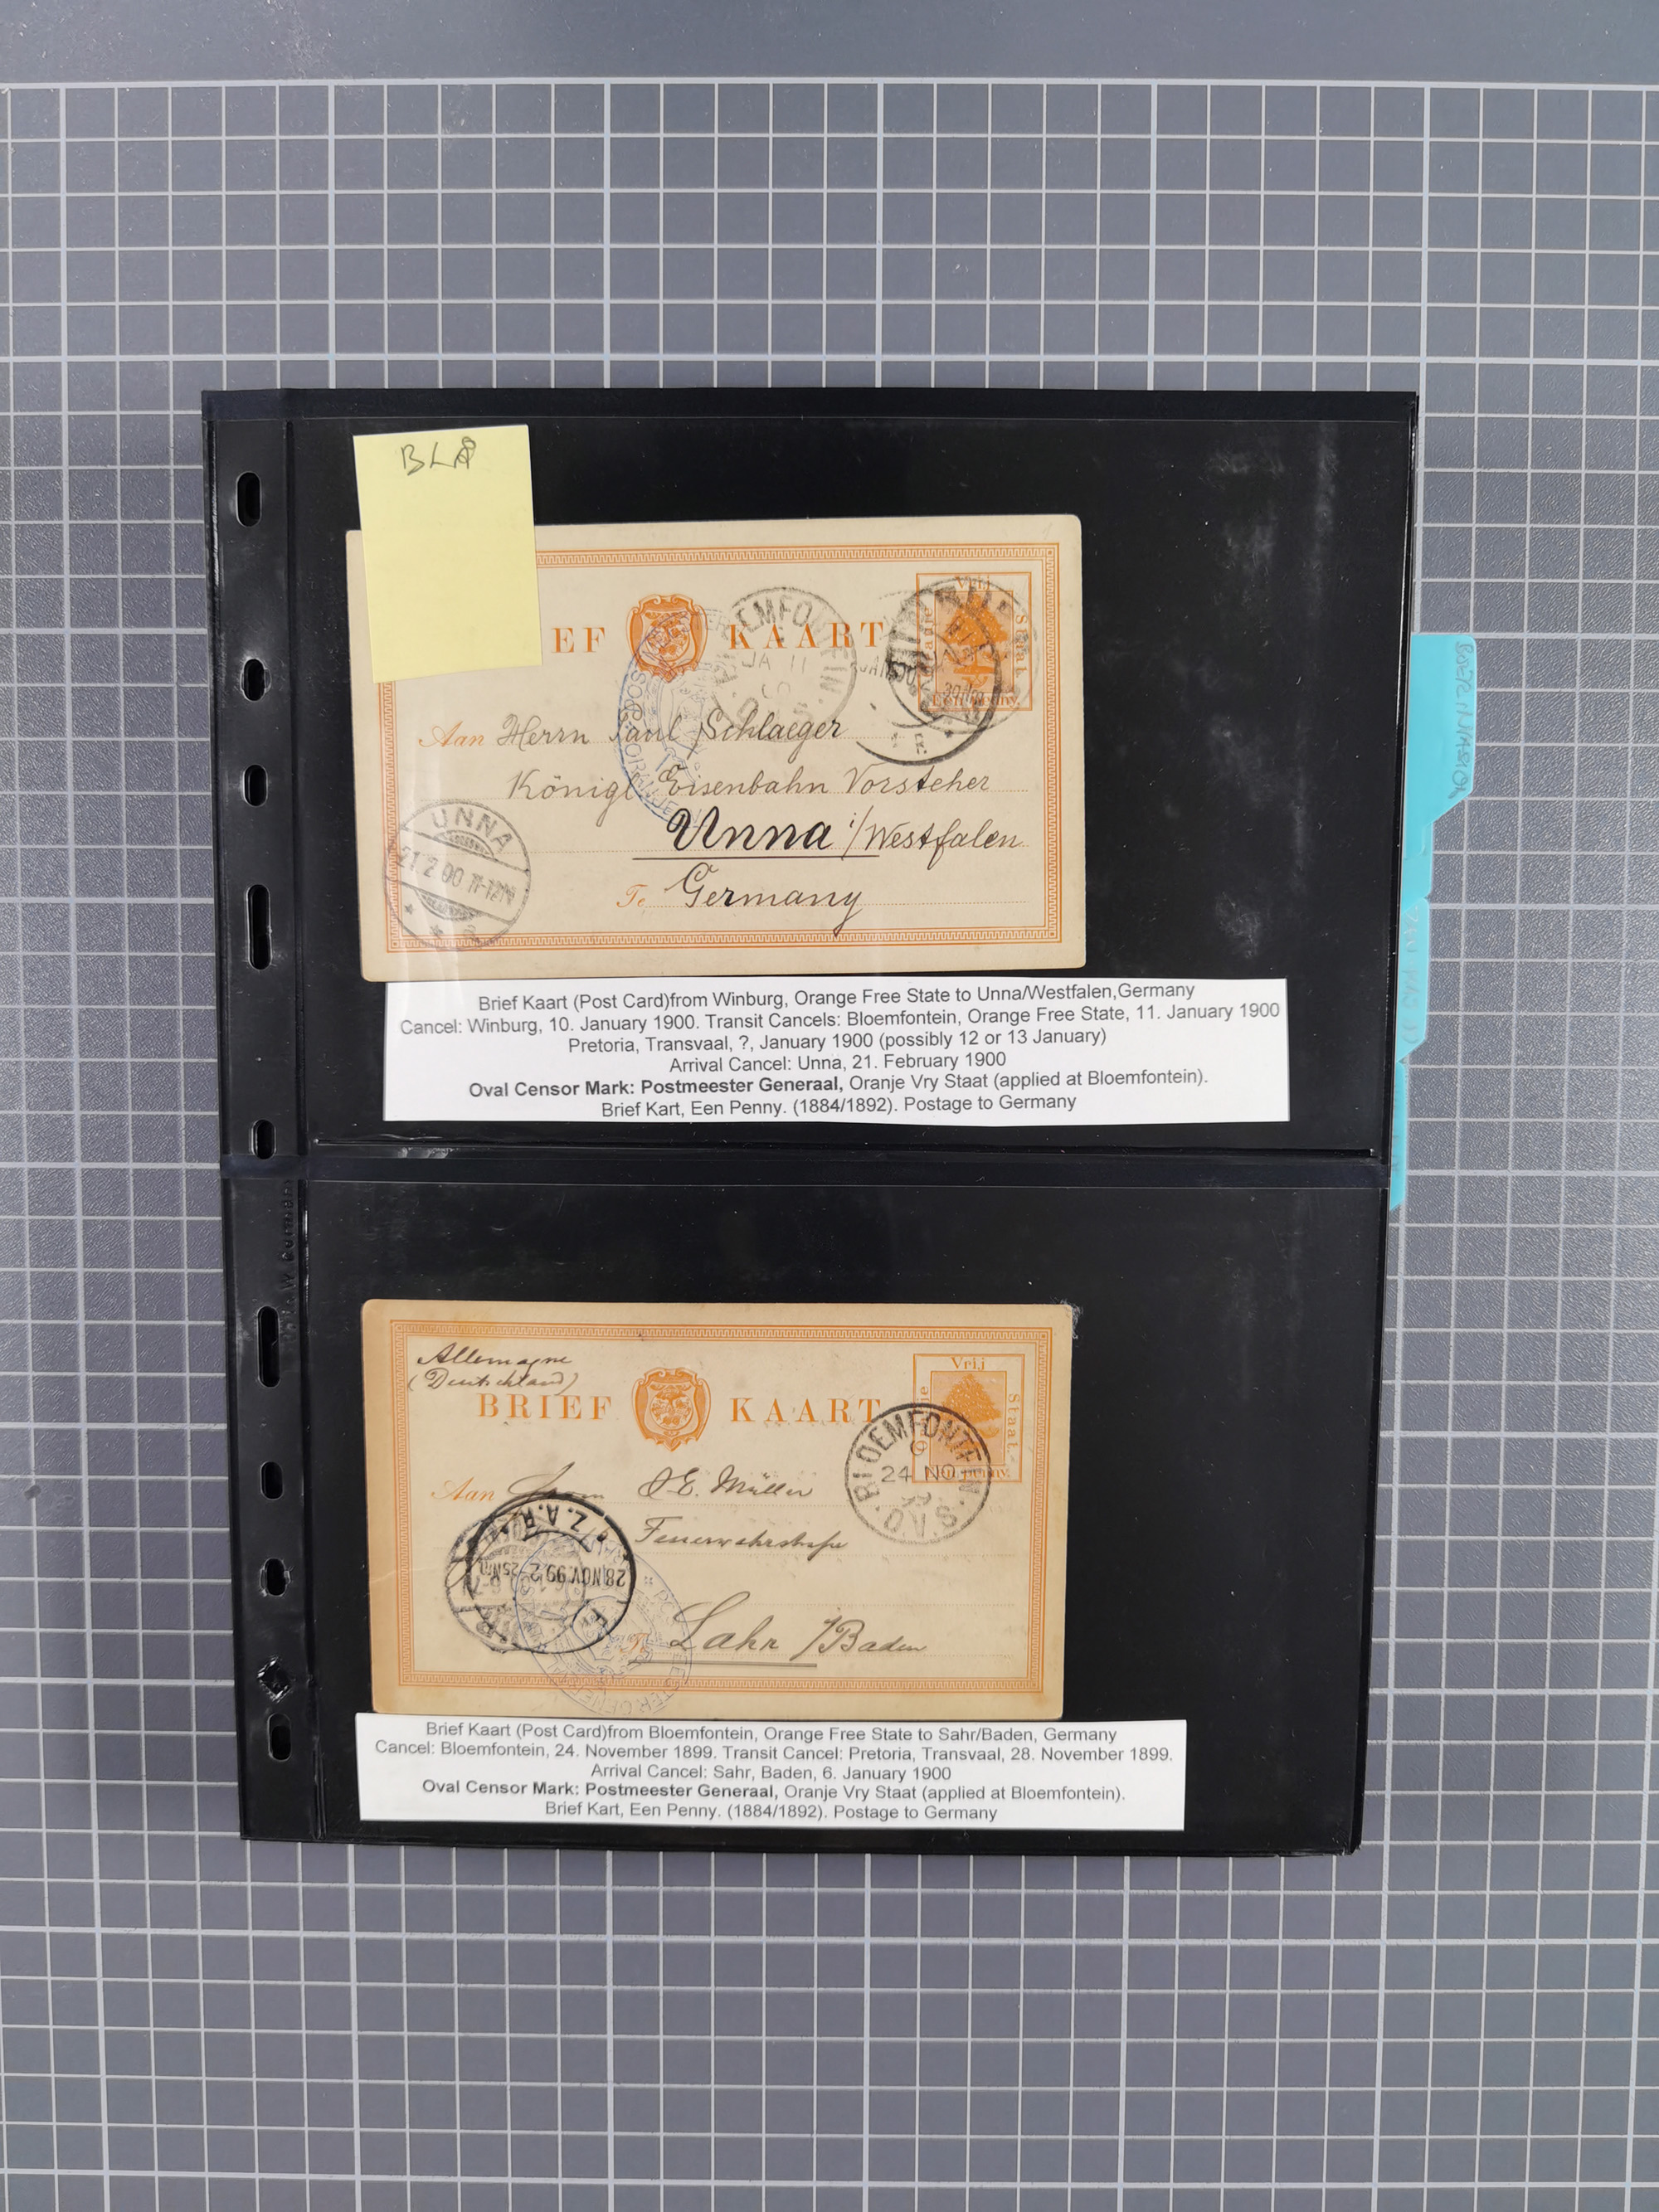 EF KAART
BLOEMFONTEIN
JA 11
Vrij
Staat.
Aan Herrn Paul Schlaeger
Königl Eisenbahn Vorsteher
Unna i/Westfalen
Te Germany
UNNA
21 2 00 11-12N
Brief Kaart (Post Card)from Winburg, Orange Free State to Unna/Westfalen,Germany
Cancel: Winburg, 10. January 1900. Transit Cancels: Bloemfontein, Orange Free State, 11. January 1900
Pretoria, Transvaal, ?, January 1900 (possibly 12 or 13 January)
Arrival Cancel: Unna, 21. February 1900
Oval Censor Mark: Postmeester Generaal, Oranje Vry Staat (applied at Bloemfontein).
Brief Kart, Een Penny. (1884/1892). Postage to Germany
Allemagne
(Deutschland)
BRIEF KAART
Vrij
Staat.
BLOEMFONTEIN
24 NO
O.V.S.
Aan Herrn E. Müller
Z.A.R.
28 NOV. 99
Lahr /Baden
Brief Kaart (Post Card)from Bloemfontein, Orange Free State to Sahr/Baden, Germany
Cancel: Bloemfontein, 24. November 1899. Transit Cancel: Pretoria, Transvaal, 28. November 1899.
Arrival Cancel: Sahr, Baden, 6. January 1900
Oval Censor Mark: Postmeester Generaal, Oranje Vry Staat (applied at Bloemfontein).
Brief Kart, Een Penny. (1884/1892). Postage to Germany